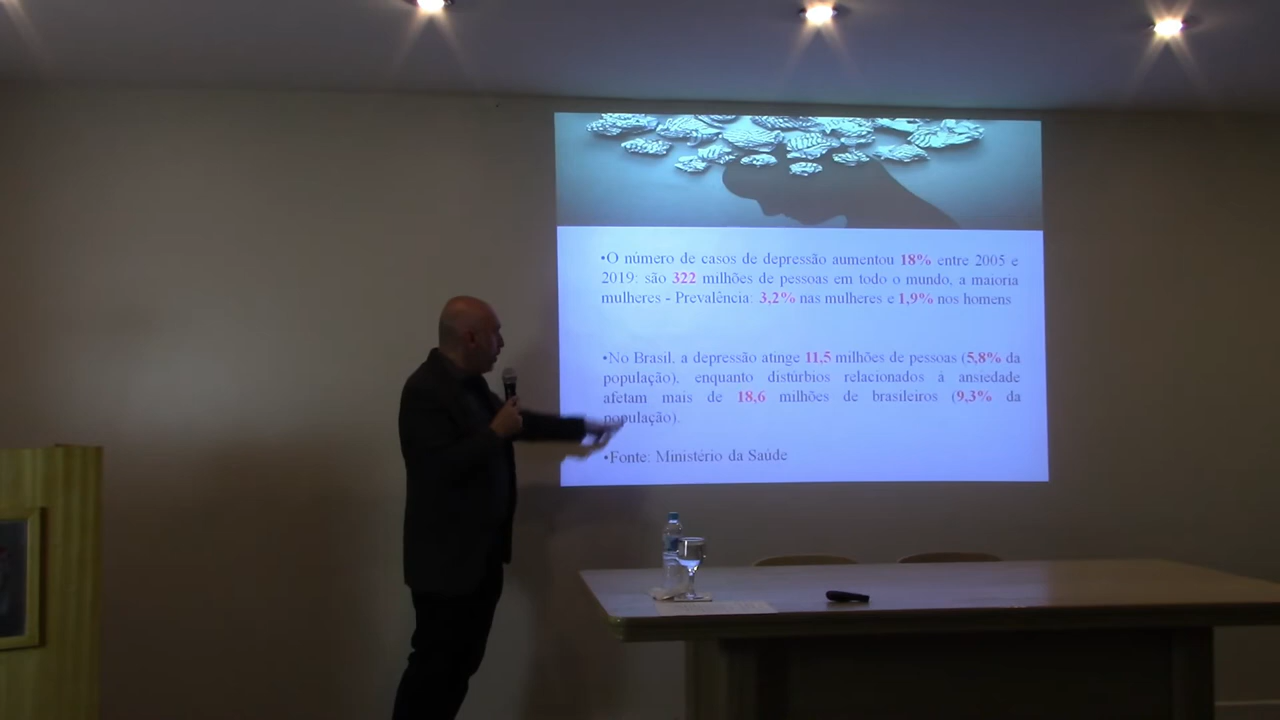 •O número de casos de depressão aumentou 18% entre 2005 e
2019: são 322 milhões de pessoas em todo o mundo, a maioria
mulheres - Prevalência: 3,2% nas mulheres e 1,9% nos homens
•No Brasil, a depressão atinge 11,5 milhões de pessoas (5,8% da
população), enquanto distúrbios relacionados à ansiedade
afetam mais de 18,6 milhões de brasileiros (9,3% da
população).
•Fonte: Ministério da Saúde